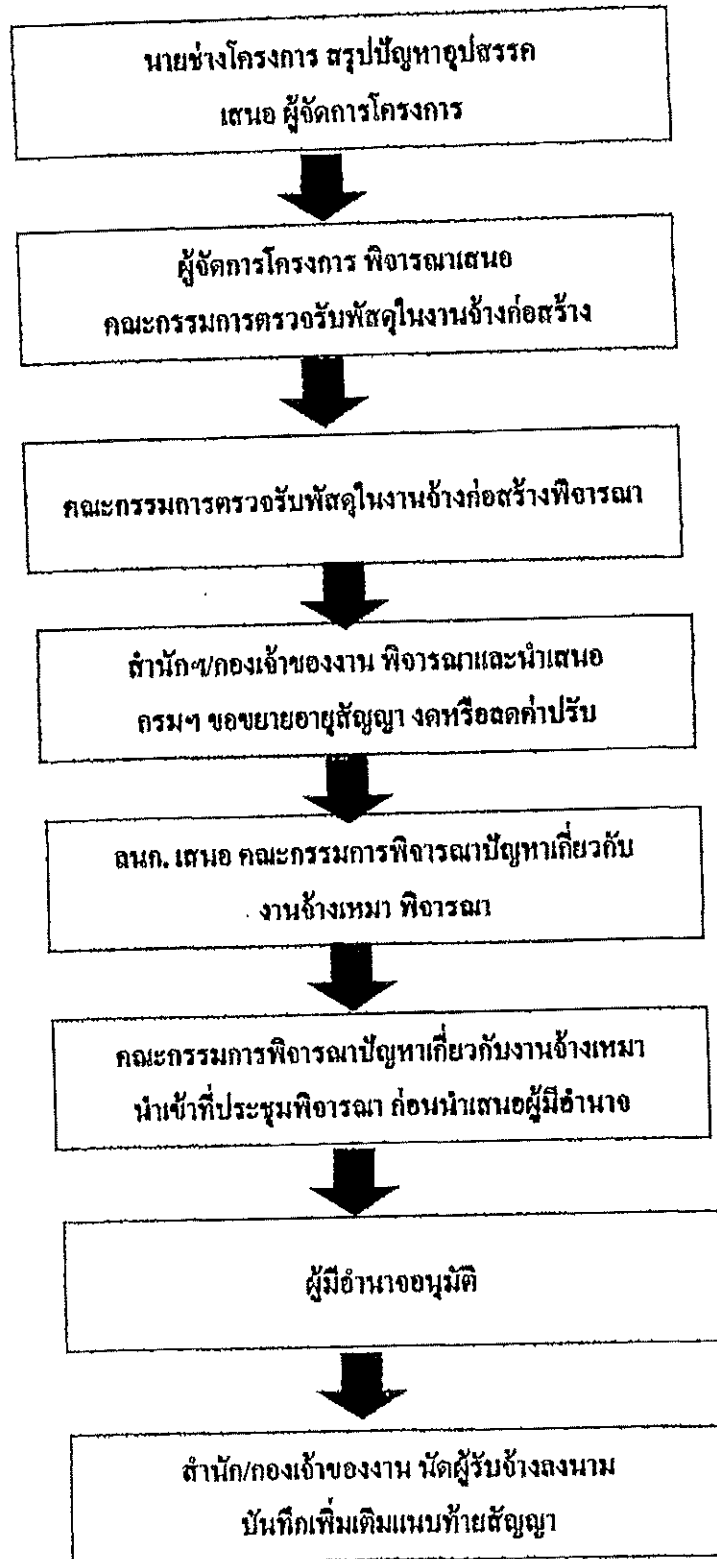 นายช่างโครงการ สรุปปัญหาอุปสรรค
เสนอ ผู้จัดการโครงการ
ผู้จัดการโครงการ พิจารณาเสนอ
คณะกรรมการตรวจรับพัสดุในงานจ้างก่อสร้าง
คณะกรรมการตรวจรับพัสดุในงานจ้างก่อสร้างพิจารณา
สำนักฯ/กองเจ้าของงาน พิจารณาและนำเสนอ
กรมฯ ขอขยายอายุสัญญา งดหรือลดค่าปรับ
ลนก. เสนอ คณะกรรมการพิจารณาปัญหาเกี่ยวกับ
งานจ้างเหมา พิจารณา
คณะกรรมการพิจารณาปัญหาเกี่ยวกับงานจ้างเหมา
นำเข้าที่ประชุมพิจารณา ก่อนนำเสนอผู้มีอำนาจ
ผู้มีอำนาจอนุมัติ
สำนัก/กองเจ้าของงาน นัดผู้รับจ้างลงนาม
บันทึกเพิ่มเติมแนบท้ายสัญญา